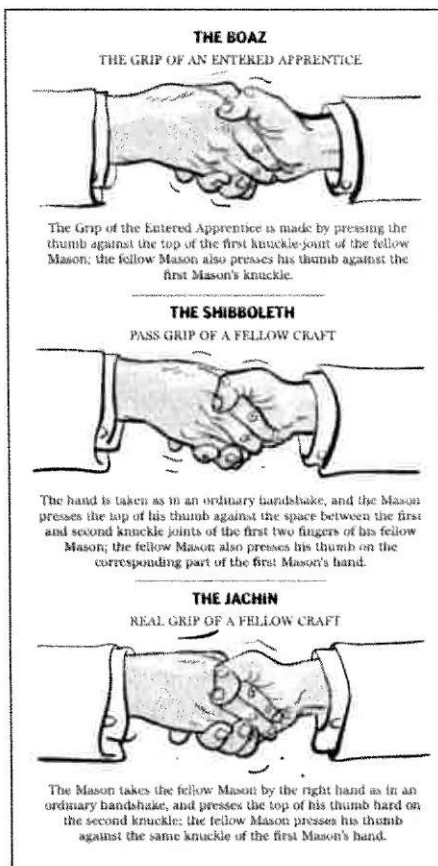 THE BOAZ
THE GRIP OF AN ENTERED APPRENTICE
The Grip of the Entered Apprentice is made by pressing the
thumb against the top of the first knuckle-joint of the fellow
Mason; the fellow Mason also presses his thumb against the
first Mason's knuckle.
THE SHIBBOLETH
PASS GRIP OF A FELLOW CRAFT
The hand is taken as in an ordinary handshake, and the Mason
presses the top of his thumb against the space between the first
and second knuckle joints of the first two fingers of his fellow
Mason; the fellow Mason also presses his thumb on the
corresponding part of the first Mason's hand.
THE JACHIN
REAL GRIP OF A FELLOW CRAFT
The Mason takes the fellow Mason by the right hand as in an
ordinary handshake, and presses the top of his thumb hard on
the second knuckle; the fellow Mason presses his thumb
against the same knuckle of the first Mason's hand.